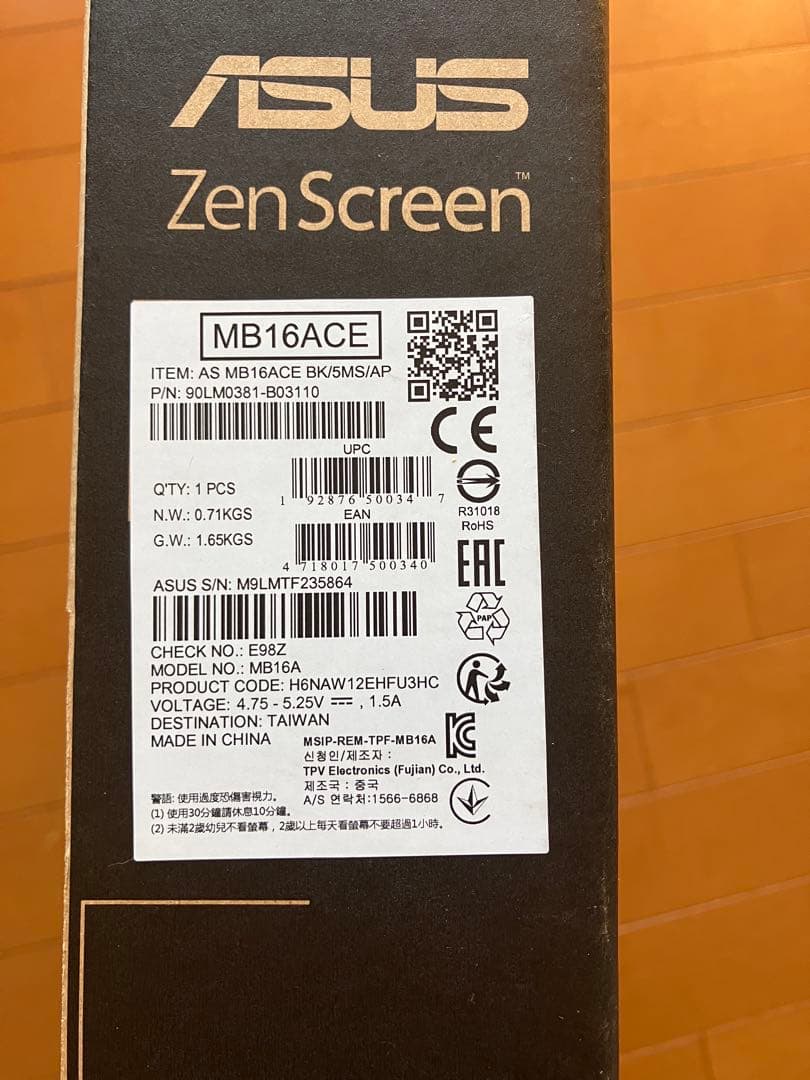 ASUS
ZenScreen™
MB16ACE
ITEM: AS MB16ACE BK/5MS/AP
P/N: 90LM0381-B03110
UPC
Q'TY: 1 PCS
1 92876 50034 7
N.W.: 0.71KGS
EAN
G.W.: 1.65KGS
4 718017 500340
R31018
RoHS
EAC
ASUS S/N: M9LMTF235864
PAP
CHECK NO.: E98Z
MODEL NO.: MB16A
PRODUCT CODE: H6NAW12EHFU3HC
VOLTAGE: 4.75 - 5.25V ⎓, 1.5A
DESTINATION: TAIWAN
MADE IN CHINA
MSIP-REM-TPF-MB16A
신청인/제조자 :
TPV Electronics (Fujian) Co., Ltd.
제조국 : 중국
A/S 연락처:1566-6868
警語: 使用過度恐傷害視力。
(1) 使用30分鐘請休息10分鐘。
(2) 未滿2歲幼兒不看螢幕，2歲以上每天看螢幕不要超過1小時。